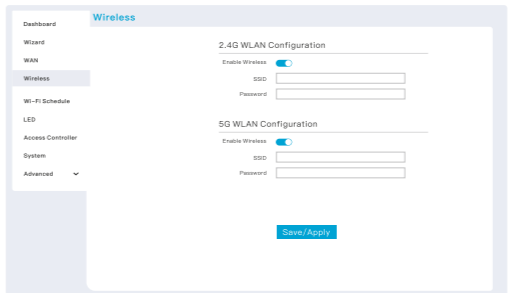 Wireless
Dashboard
Wizard
WAN
Wireless
Wi-Fi Schedule
LED
Access Controller
System
Advanced
2.4G WLAN Configuration
Enable Wireless
SSID
Password
5G WLAN Configuration
Enable Wireless
SSID
Password
Save/Apply